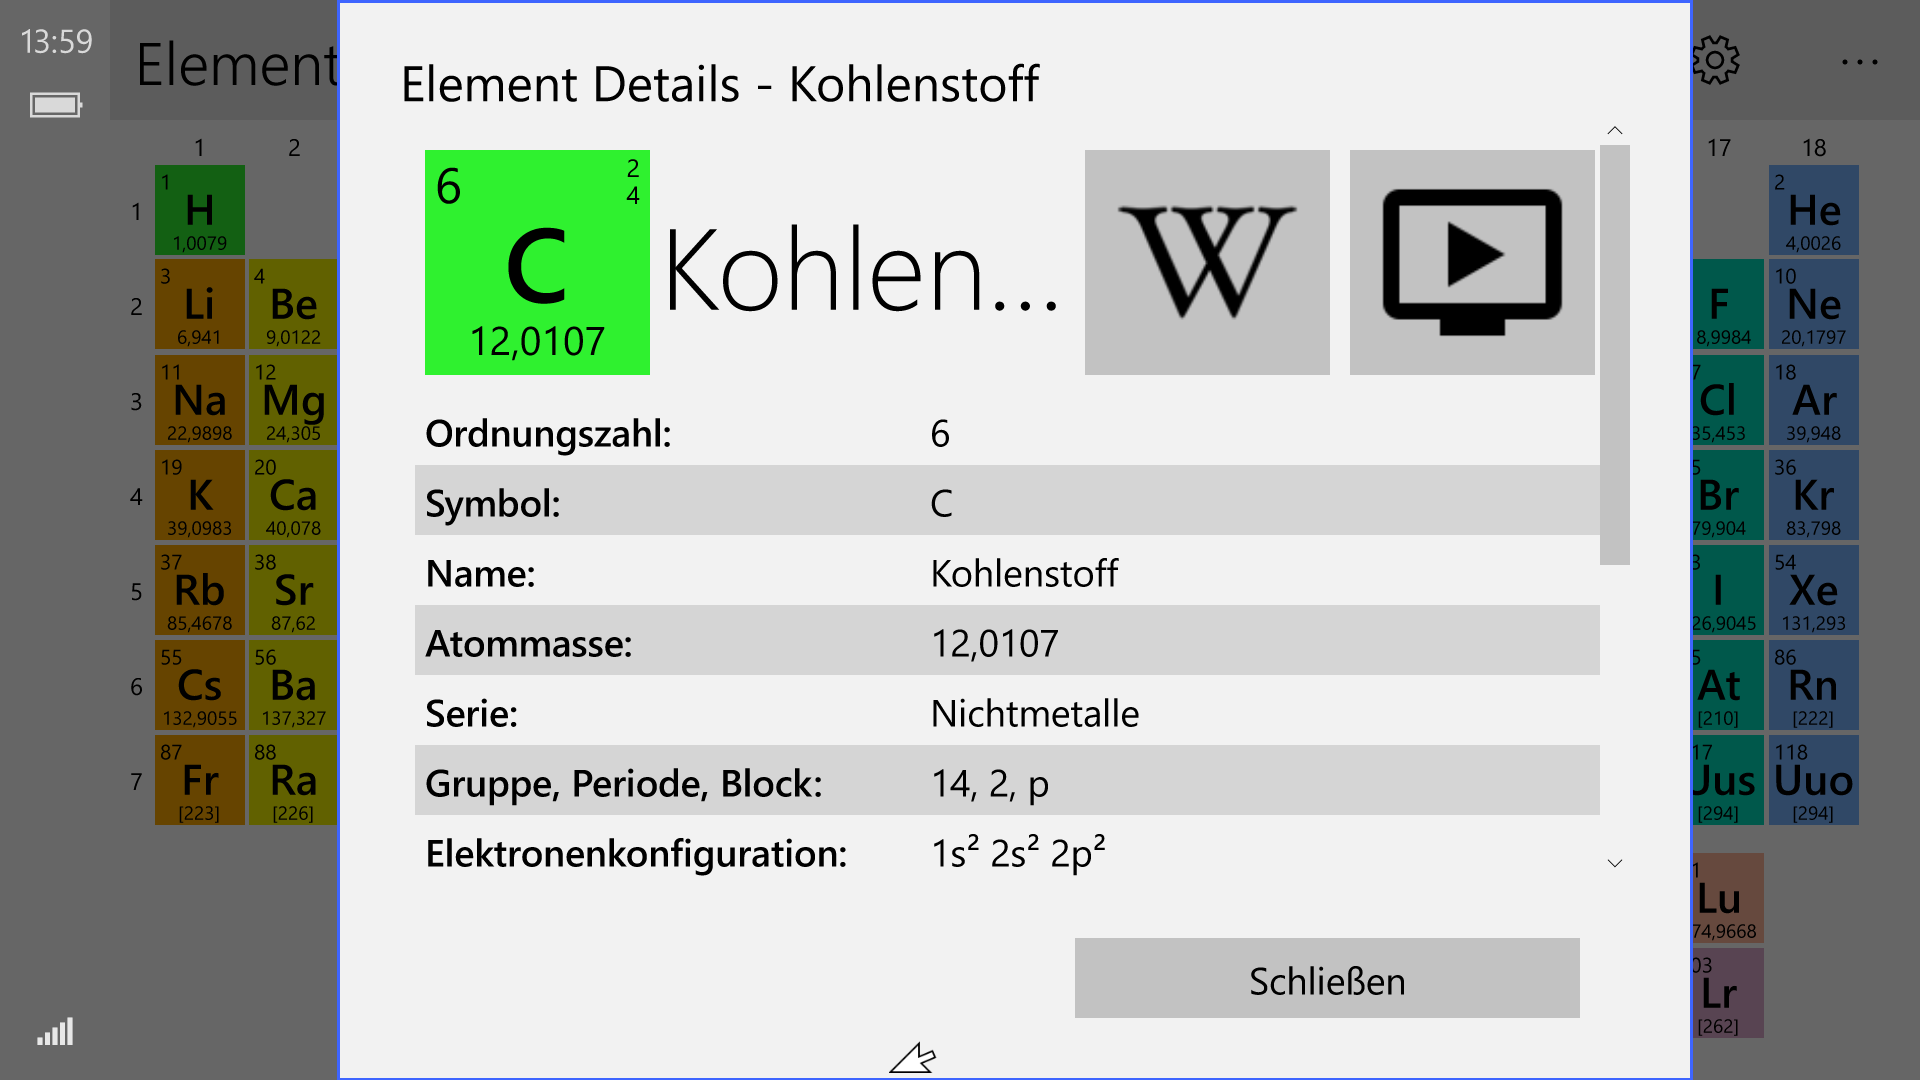 13:59
Element
Element Details - Kohlenstoff
...
6
2
4
C
12,0107
Kohlen...
W
Ordnungszahl: 6
Symbol: C
Name: Kohlenstoff
Atommasse: 12,0107
Serie: Nichtmetalle
Gruppe, Periode, Block: 14, 2, p
Elektronenkonfiguration: 1s² 2s² 2p²
Schließen
1 2 17 18
1
1 H 1,0079
2 He 4,0026
2
3 Li 6,941
4 Be 9,0122
F 8,9984
10 Ne 20,1797
3
11 Na 22,9898
12 Mg 24,305
7 Cl 35,453
18 Ar 39,948
4
19 K 39,0983
20 Ca 40,078
5 Br 79,904
36 Kr 83,798
5
37 Rb 85,4678
38 Sr 87,62
3 I 26,9045
54 Xe 131,293
6
55 Cs 132,9055
56 Ba 137,327
5 At [210]
86 Rn [222]
7
87 Fr [223]
88 Ra [226]
17 Uus [294]
118 Uuo [294]
1 Lu 74,9668
03 Lr [262]